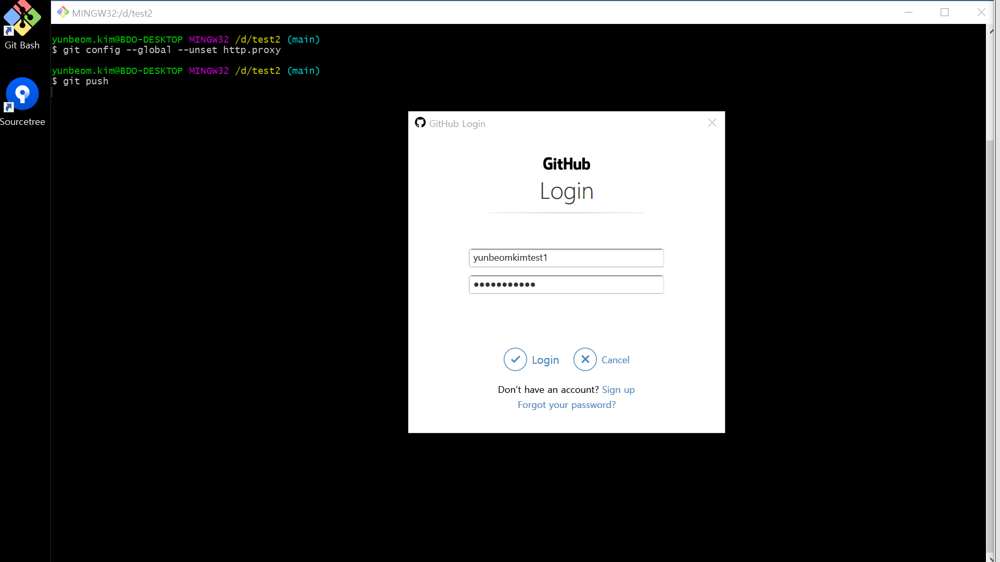 Git Bash
Sourcetree
MINGW32:/d/test2
yunbeom.kim@BDO-DESKTOP MINGW32 /d/test2 (main)
$ git config --global --unset http.proxy
yunbeom.kim@BDO-DESKTOP MINGW32 /d/test2 (main)
$ git push
GitHub Login
GitHub
Login
yunbeomkimtest1
●●●●●●●●●●●
Login Cancel
Don't have an account? Sign up
Forgot your password?